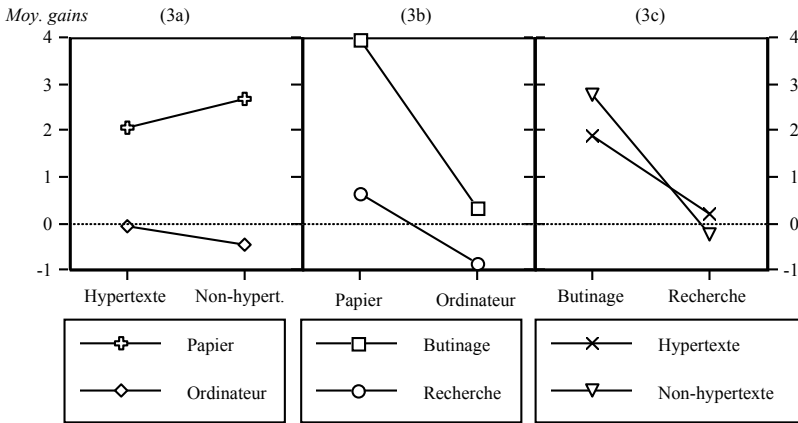 Moy. gains (3a) (3b) (3c)
4 4
3 3
2 2
1 1
0 0
-1 -1
Hypertexte Non-hypert. Papier Ordinateur Butinage Recherche
Papier Butinage Hypertexte
Ordinateur Recherche Non-hypertexte